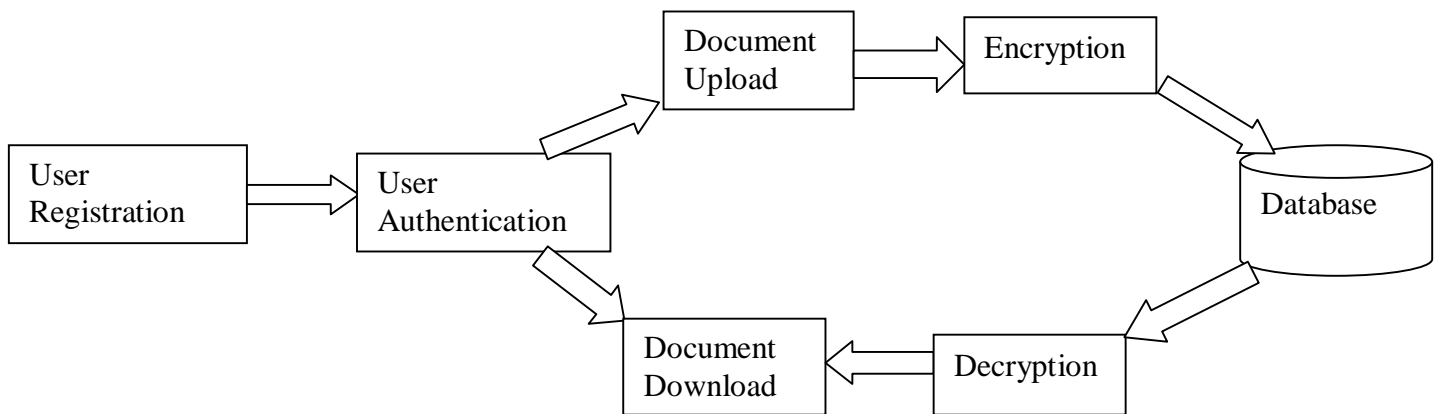 User
Registration
User
Authentication
Document
Upload
Encryption
Database
Decryption
Document
Download